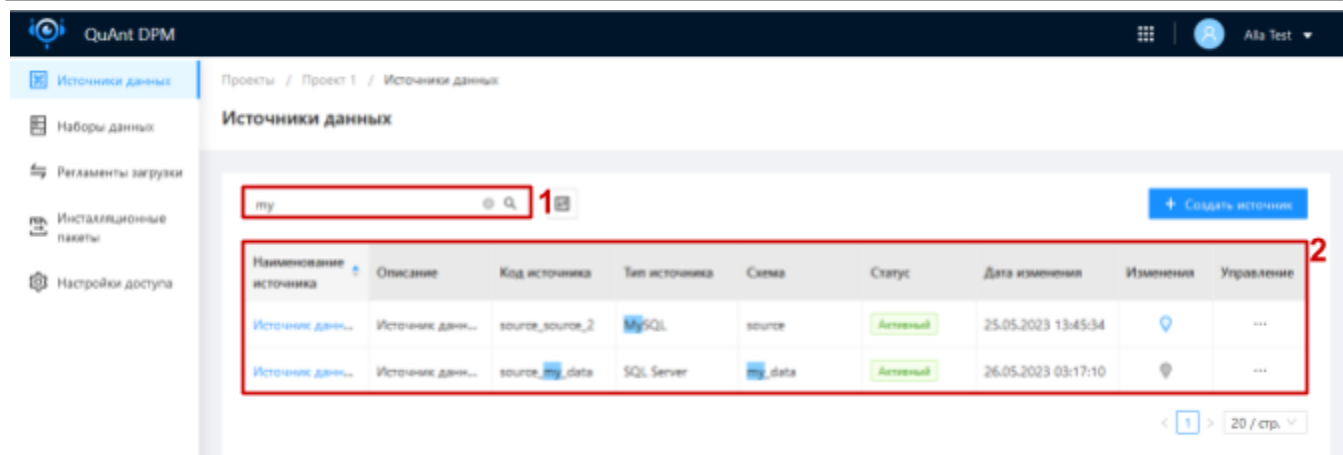 QuAnt DPM
Alla Test
Источники данных
Наборы данных
Регламенты загрузки
Инсталляционные
пакеты
Настройки доступа
Проекты / Проект 1 / Источники данных
Источники данных
my
1
+ Создать источник
2
Наименование источника Описание Код источника Тип источника Схема Статус Дата изменения Изменения Управление
Источник данн... Источник данн... source_source_2 MySQL source Активный 25.05.2023 13:45:34 ...
Источник данн... Источник данн... source_my_data SQL Server my_data Активный 26.05.2023 03:17:10 ...
< 1 > 20 / стр.